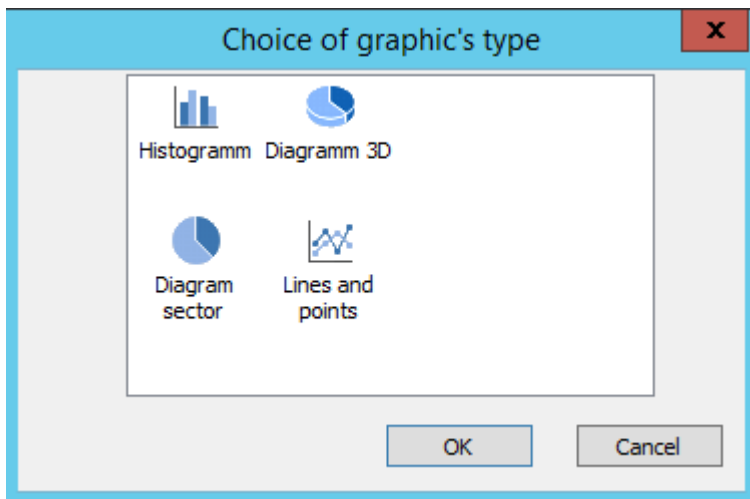 Choice of graphic's type
x
Histogramm
Diagramm 3D
Diagram
sector
Lines and
points
OK
Cancel